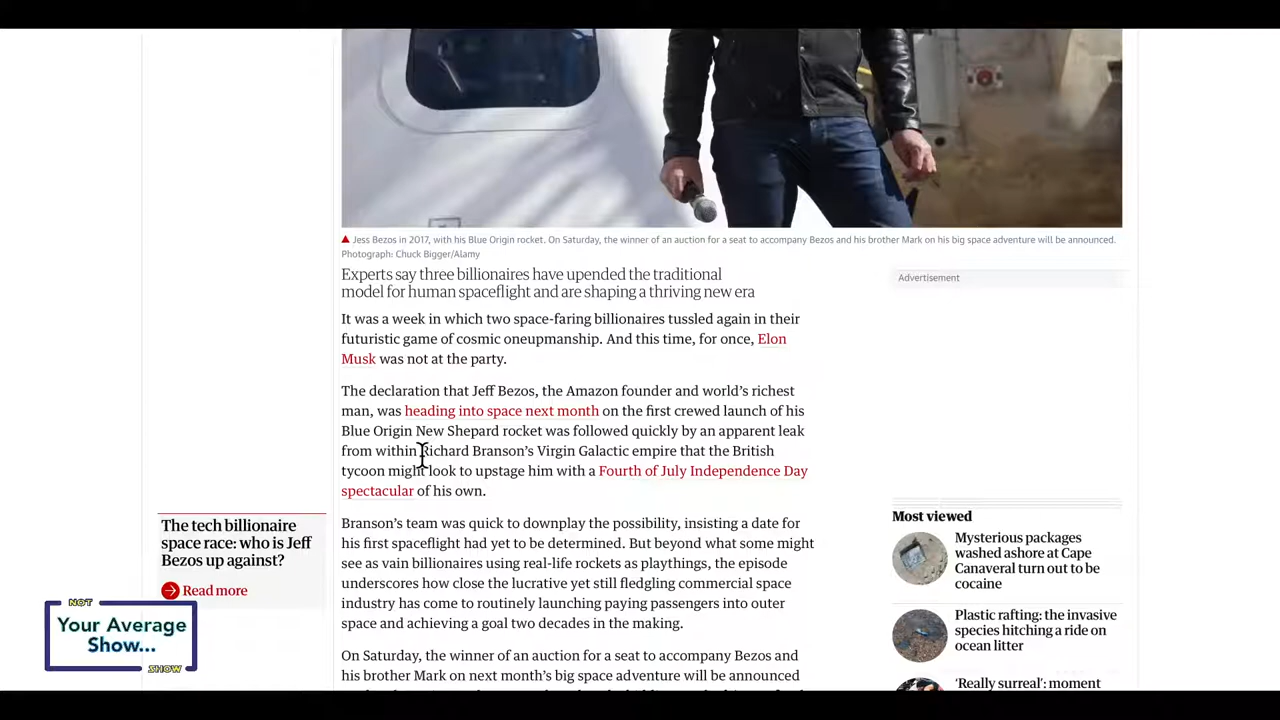 Jess Bezos in 2017, with his Blue Origin rocket. On Saturday, the winner of an auction for a seat to accompany Bezos and his brother Mark on his big space adventure will be announced.
Photograph: Chuck Bigger/Alamy
Experts say three billionaires have upended the traditional
model for human spaceflight and are shaping a thriving new era
It was a week in which two space-faring billionaires tussled again in their
futuristic game of cosmic oneupmanship. And this time, for once, Elon
Musk was not at the party.
The declaration that Jeff Bezos, the Amazon founder and world's richest
man, was heading into space next month on the first crewed launch of his
Blue Origin New Shepard rocket was followed quickly by an apparent leak
from within Richard Branson's Virgin Galactic empire that the British
tycoon might look to upstage him with a Fourth of July Independence Day
spectacular of his own.
Branson's team was quick to downplay the possibility, insisting a date for
his first spaceflight had yet to be determined. But beyond what some might
see as vain billionaires using real-life rockets as playthings, the episode
underscores how close the lucrative yet still fledgling commercial space
industry has come to routinely launching paying passengers into outer
space and achieving a goal two decades in the making.
On Saturday, the winner of an auction for a seat to accompany Bezos and
his brother Mark on next month's big space adventure will be announced
The tech billionaire
space race: who is Jeff
Bezos up against?
Read more
NOT
Your Average
Show...
SHOW
Advertisement
Most viewed
Mysterious packages
washed ashore at Cape
Canaveral turn out to be
cocaine
Plastic rafting: the invasive
species hitching a ride on
ocean litter
'Really surreal': moment